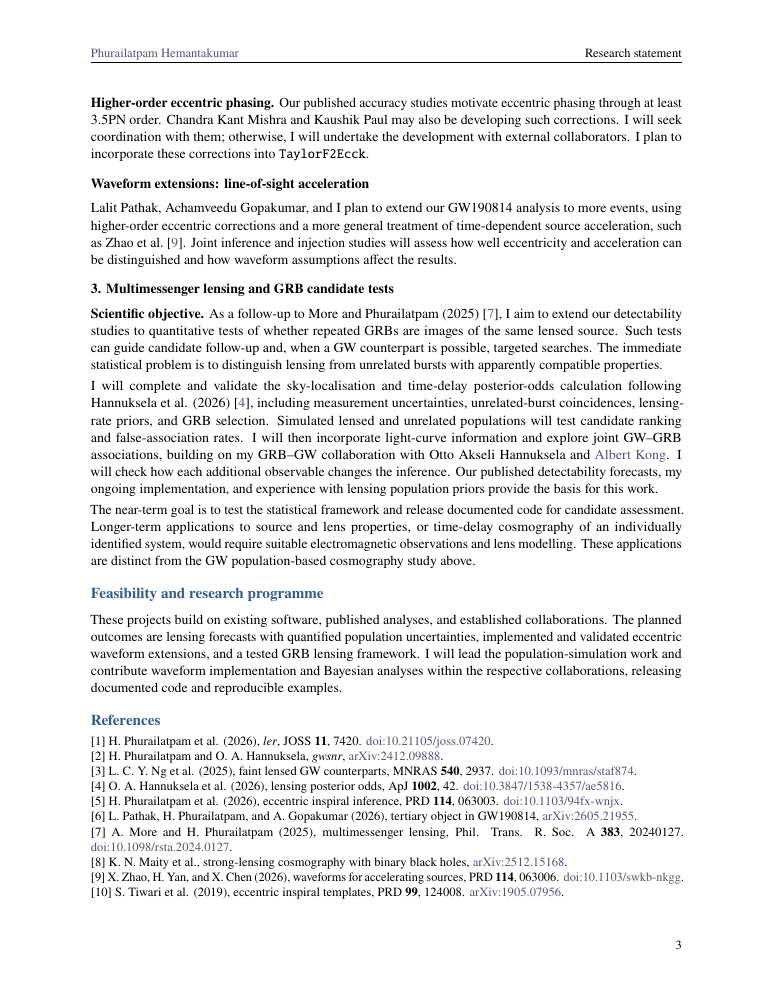 Phurailatpam Hemantakumar
Research statement
Higher-order eccentric phasing. Our published accuracy studies motivate eccentric phasing through at least
3.5PN order. Chandra Kant Mishra and Kaushik Paul may also be developing such corrections. I will seek
coordination with them; otherwise, I will undertake the development with external collaborators. I plan to
incorporate these corrections into TaylorF2Ecck.
Waveform extensions: line-of-sight acceleration
Lalit Pathak, Achamveedu Gopakumar, and I plan to extend our GW190814 analysis to more events, using
higher-order eccentric corrections and a more general treatment of time-dependent source acceleration, such
as Zhao et al. [9]. Joint inference and injection studies will assess how well eccentricity and acceleration can
be distinguished and how waveform assumptions affect the results.
3. Multimessenger lensing and GRB candidate tests
Scientific objective. As a follow-up to More and Phurailatpam (2025) [7], I aim to extend our detectability
studies to quantitative tests of whether repeated GRBs are images of the same lensed source. Such tests
can guide candidate follow-up and, when a GW counterpart is possible, targeted searches. The immediate
statistical problem is to distinguish lensing from unrelated bursts with apparently compatible properties.
I will complete and validate the sky-localisation and time-delay posterior-odds calculation following
Hannuksela et al. (2026) [4], including measurement uncertainties, unrelated-burst coincidences, lensing-
rate priors, and GRB selection. Simulated lensed and unrelated populations will test candidate ranking
and false-association rates. I will then incorporate light-curve information and explore joint GW–GRB
associations, building on my GRB–GW collaboration with Otto Akseli Hannuksela and Albert Kong. I
will check how each additional observable changes the inference. Our published detectability forecasts, my
ongoing implementation, and experience with lensing population priors provide the basis for this work.
The near-term goal is to test the statistical framework and release documented code for candidate assessment.
Longer-term applications to source and lens properties, or time-delay cosmography of an individually
identified system, would require suitable electromagnetic observations and lens modelling. These applications
are distinct from the GW population-based cosmography study above.
Feasibility and research programme
These projects build on existing software, published analyses, and established collaborations. The planned
outcomes are lensing forecasts with quantified population uncertainties, implemented and validated eccentric
waveform extensions, and a tested GRB lensing framework. I will lead the population-simulation work and
contribute waveform implementation and Bayesian analyses within the respective collaborations, releasing
documented code and reproducible examples.
References
[1] H. Phurailatpam et al. (2026), ler, JOSS 11, 7420. doi:10.21105/joss.07420.
[2] H. Phurailatpam and O. A. Hannuksela, gwsnr, arXiv:2412.09888.
[3] L. C. Y. Ng et al. (2025), faint lensed GW counterparts, MNRAS 540, 2937. doi:10.1093/mnras/staf874.
[4] O. A. Hannuksela et al. (2026), lensing posterior odds, ApJ 1002, 42. doi:10.3847/1538-4357/ae5816.
[5] H. Phurailatpam et al. (2026), eccentric inspiral inference, PRD 114, 063003. doi:10.1103/94fx-wnjx.
[6] L. Pathak, H. Phurailatpam, and A. Gopakumar (2026), tertiary object in GW190814, arXiv:2605.21955.
[7] A. More and H. Phurailatpam (2025), multimessenger lensing, Phil. Trans. R. Soc. A 383, 20240127.
doi:10.1098/rsta.2024.0127.
[8] K. N. Maity et al., strong-lensing cosmography with binary black holes, arXiv:2512.15168.
[9] X. Zhao, H. Yan, and X. Chen (2026), waveforms for accelerating sources, PRD 114, 063006. doi:10.1103/swkb-nkgg.
[10] S. Tiwari et al. (2019), eccentric inspiral templates, PRD 99, 124008. arXiv:1905.07956.
3